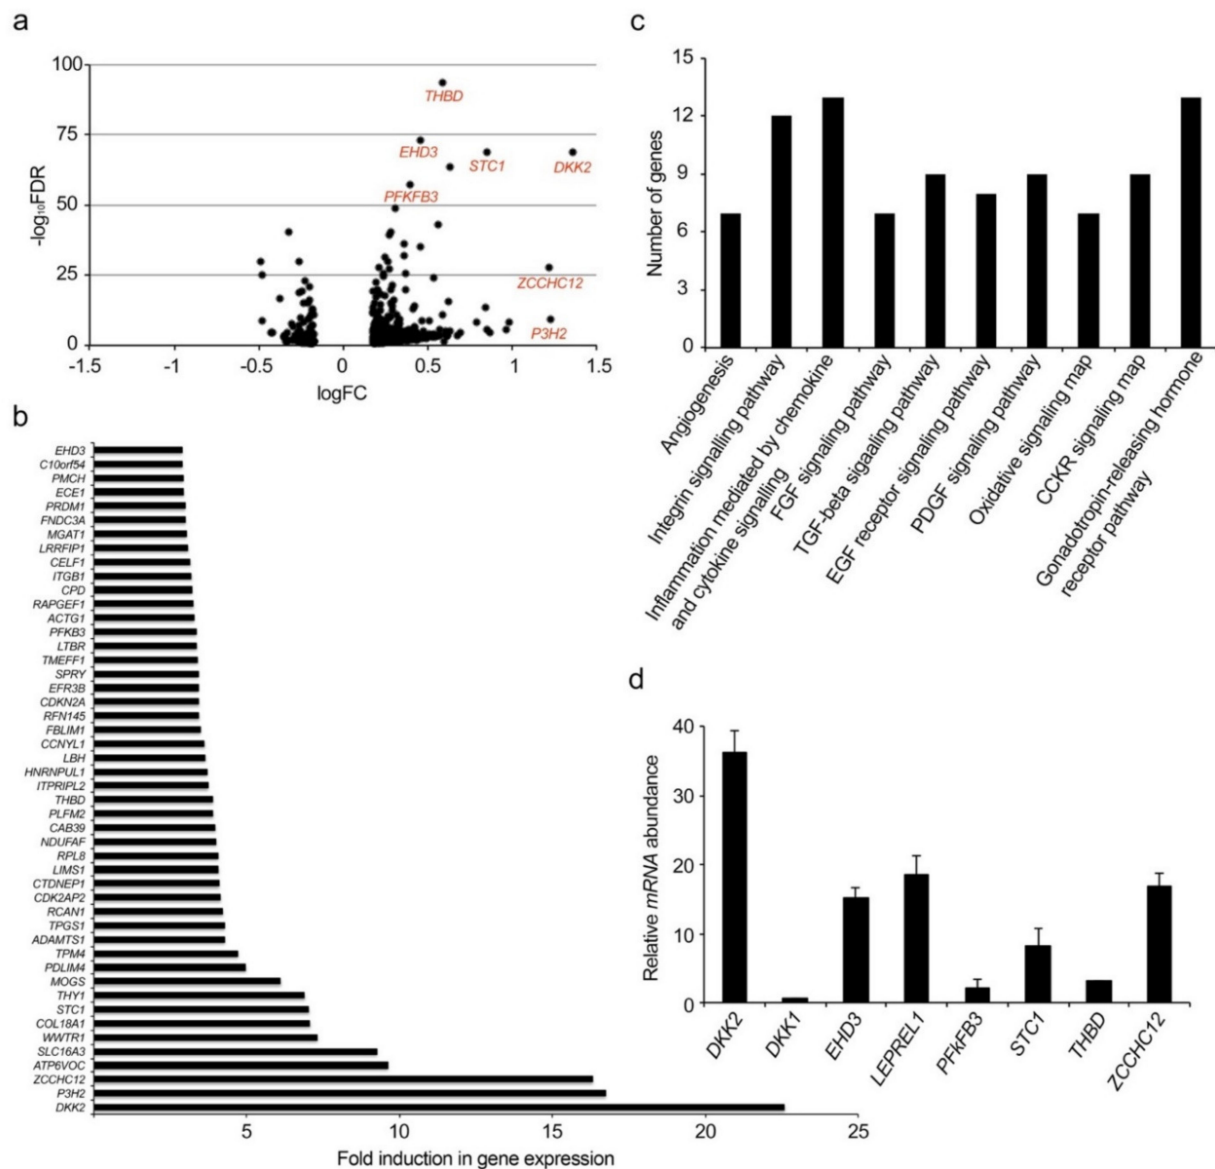 a
100
75
50
25
0
-log10FDR
THBD
EHD3
STC1
DKK2
PFKFB3
ZCCHC12
P3H2
-1.5
-1
-0.5
0
0.5
1
1.5
logFC
b
EHD3
C10orf54
PMCH
ECE1
PRDM1
FNDC3A
MGAT1
LRRFIP1
CELF1
ITGB1
CPD
RAPGEF1
ACTG1
PFKB3
LTBR
TMEFF1
SPRY
EFR3B
CDKN2A
RFN145
FBLIM1
CCNYL1
LBH
HNRNPUL1
ITPRIPL2
THBD
PLFM2
CAB39
NDUFAF
RPL8
LIMS1
CTDNEP1
CDK2AP2
RCAN1
TPGS1
ADAMTS1
TPM4
PDLIM4
MOGS
THY1
STC1
COL18A1
WWTR1
SLC16A3
ATP6VOC
ZCCHC12
P3H2
DKK2
5
10
15
20
25
Fold induction in gene expression
c
15
12
9
6
3
0
Number of genes
Angiogenesis
Integrin signalling pathway
Inflammation mediated by chemokine
and cytokine signalling
FGF signaling pathway
TGF-beta sigaaling pathway
EGF receptor signaling pathway
PDGF signaling pathway
Oxidative signaling map
CCKR signaling map
Gonadotropin-releasing hormone
receptor pathway
d
40
30
20
10
0
Relative mRNA abundance
DKK2
DKK1
EHD3
LEPREL1
PFkFB3
STC1
THBD
ZCCHC12